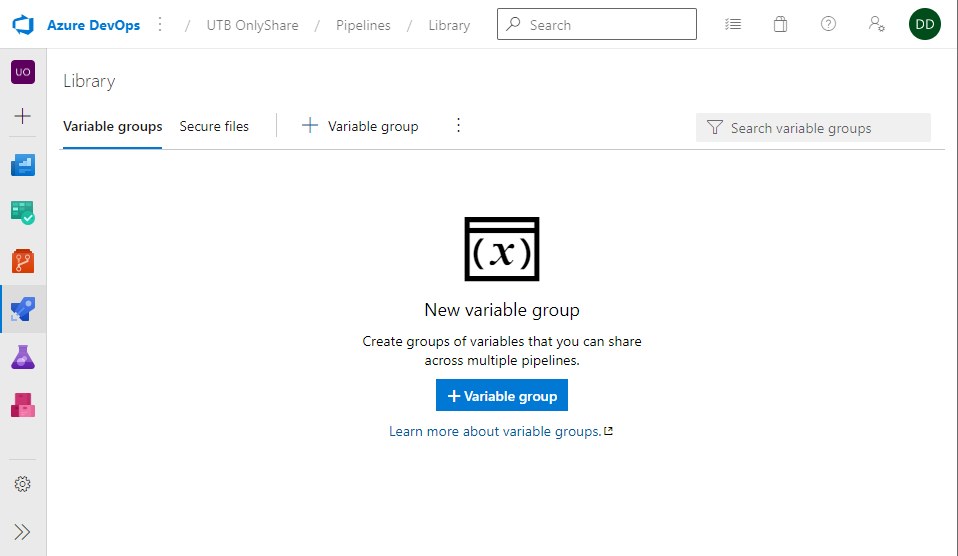 Azure DevOps / UTB OnlyShare / Pipelines / Library Search DD
UO
Library
Variable groups Secure files + Variable group Search variable groups
(x)
New variable group
Create groups of variables that you can share
across multiple pipelines.
+ Variable group
Learn more about variable groups.